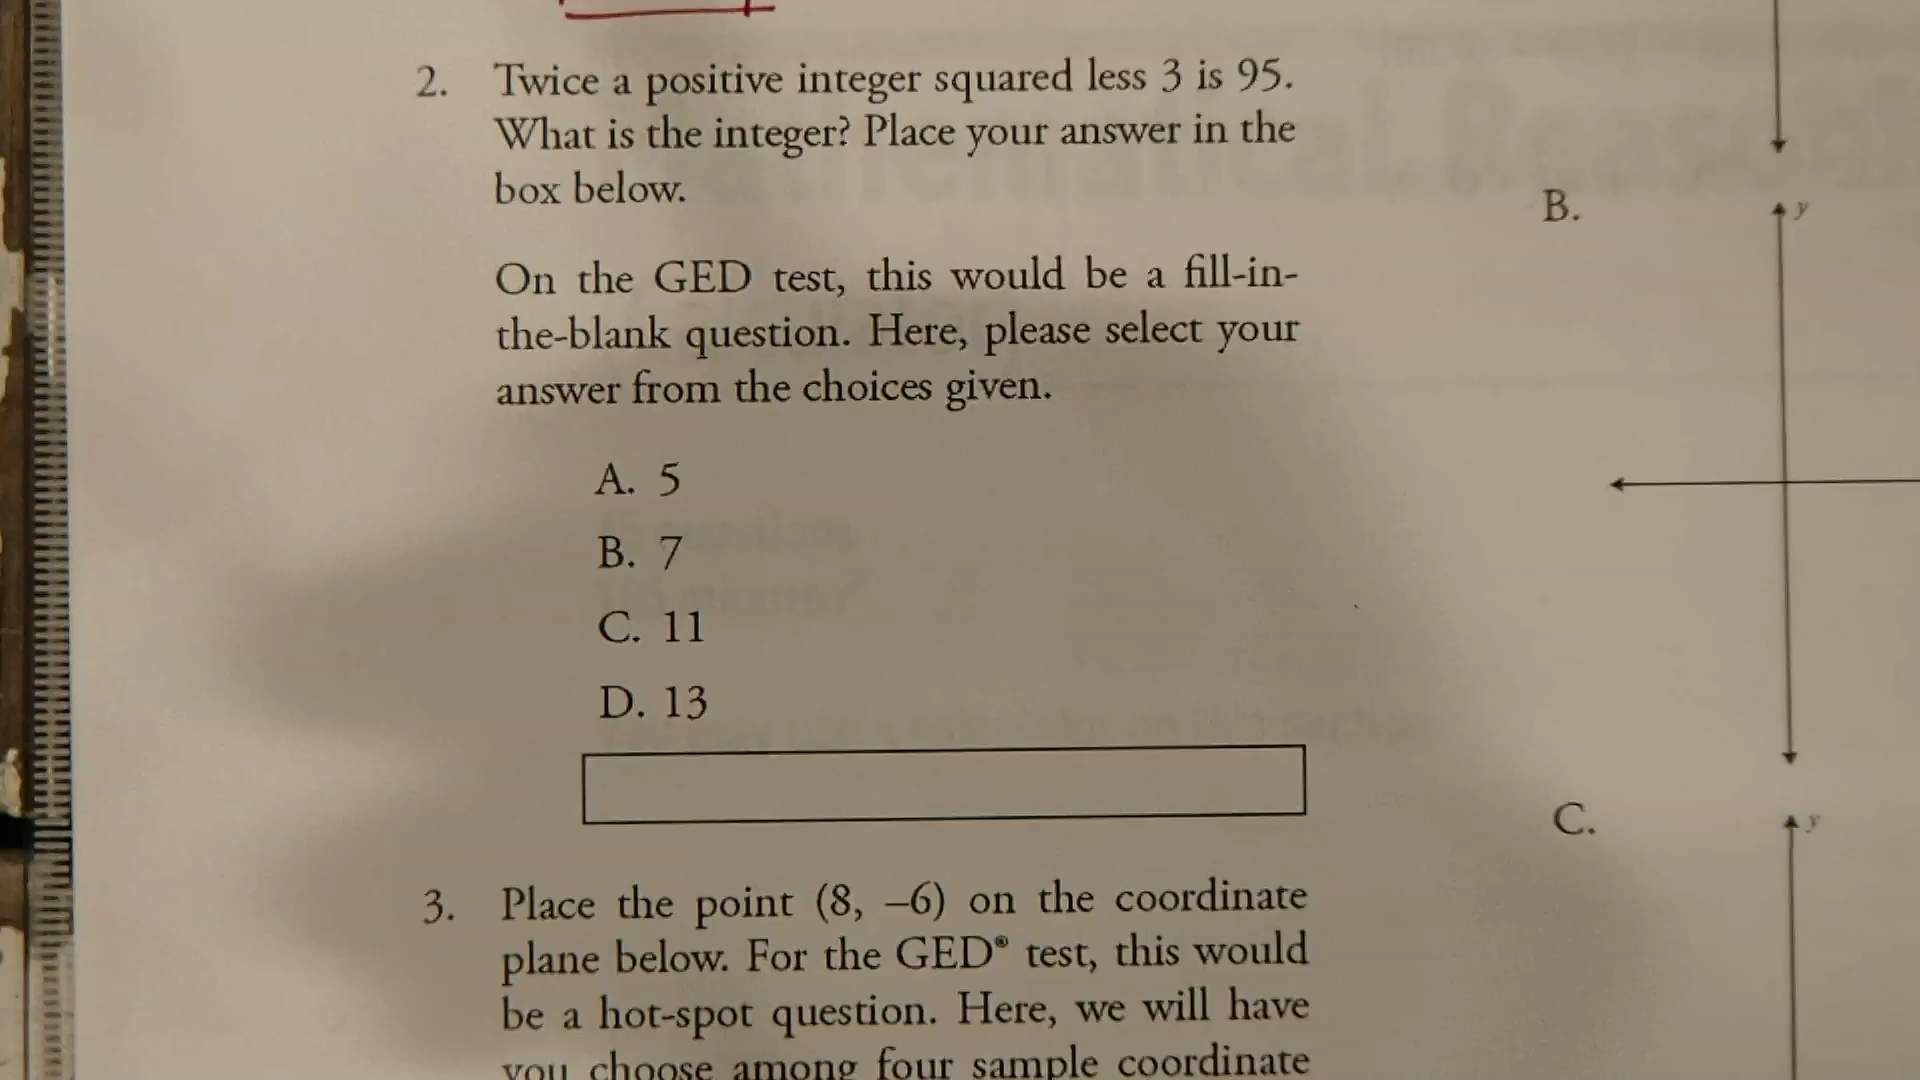 2. Twice a positive integer squared less 3 is 95.
What is the integer? Place your answer in the
box below.
On the GED test, this would be a fill-in-
the-blank question. Here, please select your
answer from the choices given.
A. 5
B. 7
C. 11
D. 13
3. Place the point (8, –6) on the coordinate
plane below. For the GED® test, this would
be a hot-spot question. Here, we will have
you choose among four sample coordinate
B.
y
C.
y